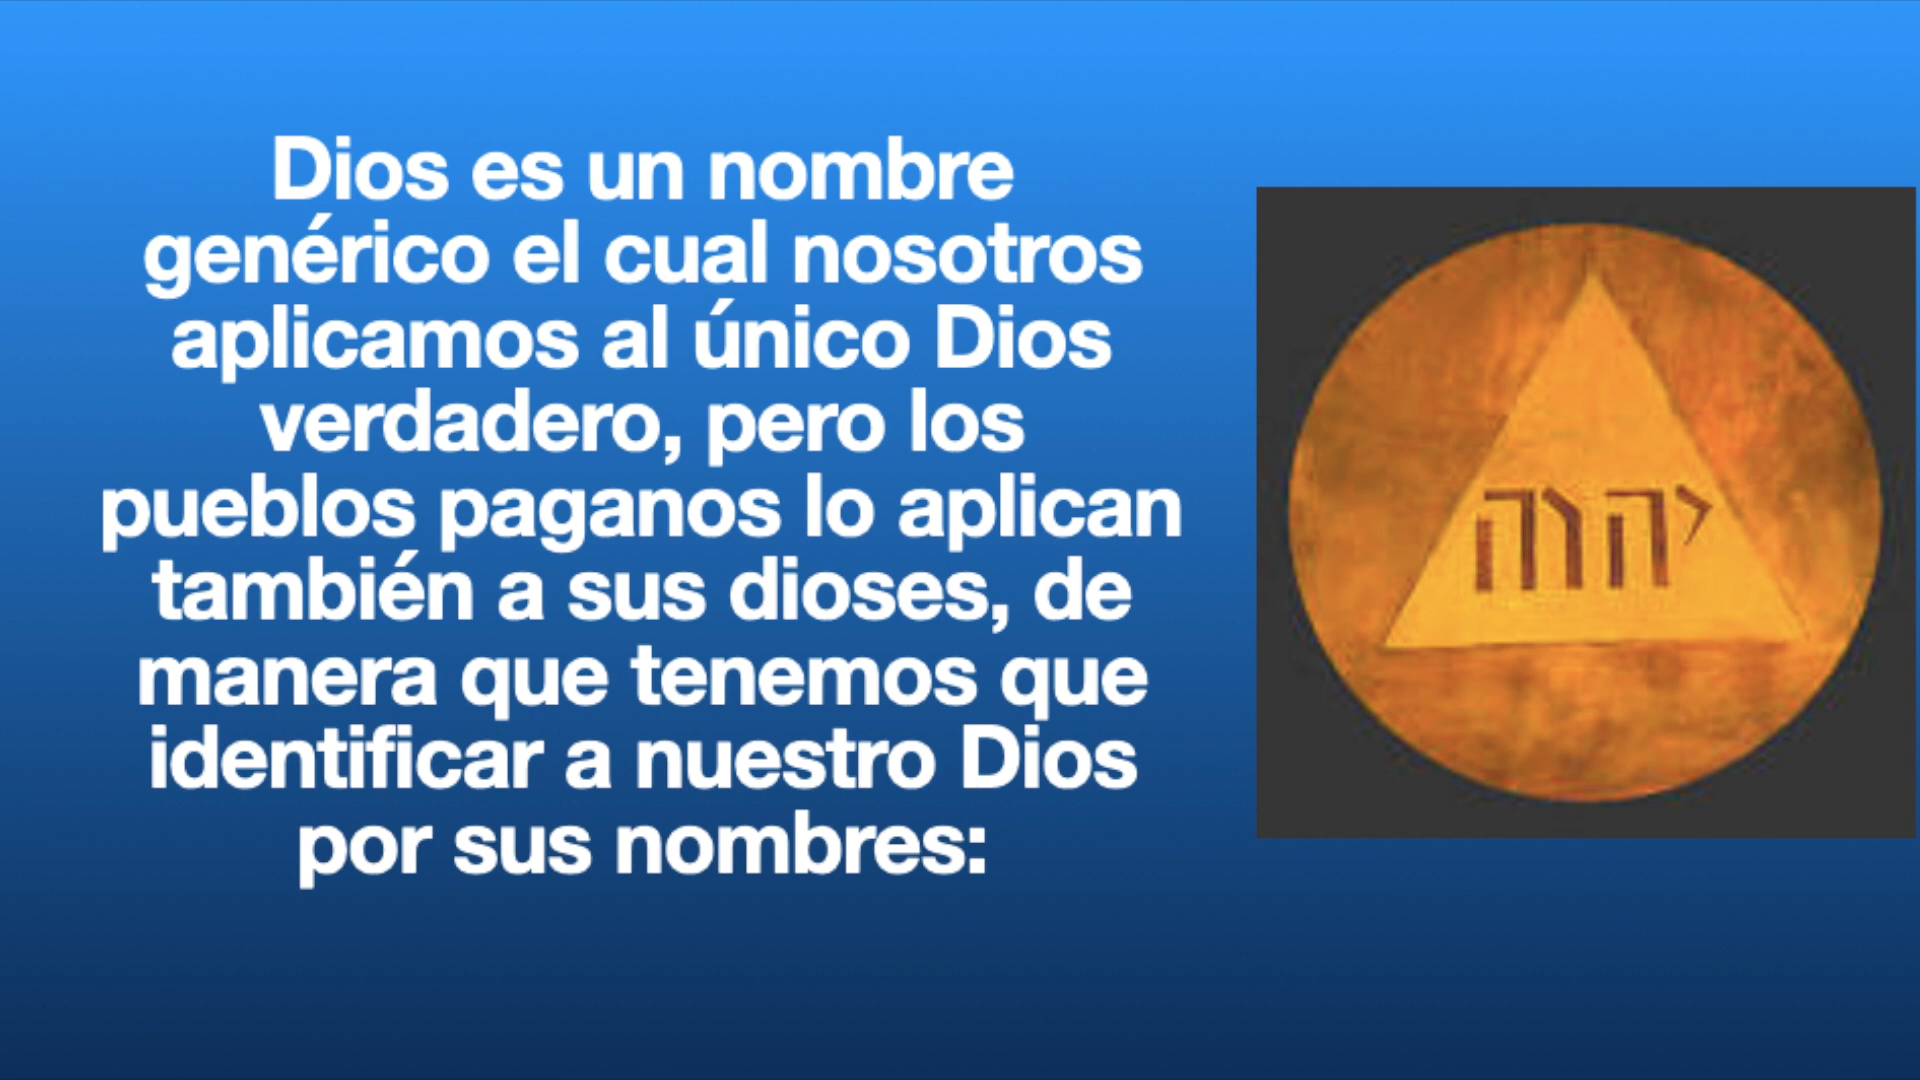 Dios es un nombre
genérico el cual nosotros
aplicamos al único Dios
verdadero, pero los
pueblos paganos lo aplican
también a sus dioses, de
manera que tenemos que
identificar a nuestro Dios
por sus nombres:
יהוה